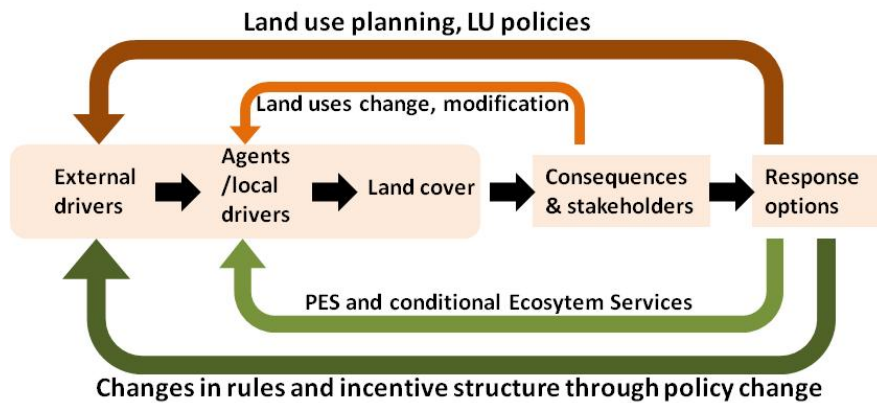 Land use planning, LU policies
Land uses change, modification
External
drivers
Agents
/local
drivers
Land cover
Consequences
& stakeholders
Response
options
PES and conditional Ecosytem Services
Changes in rules and incentive structure through policy change